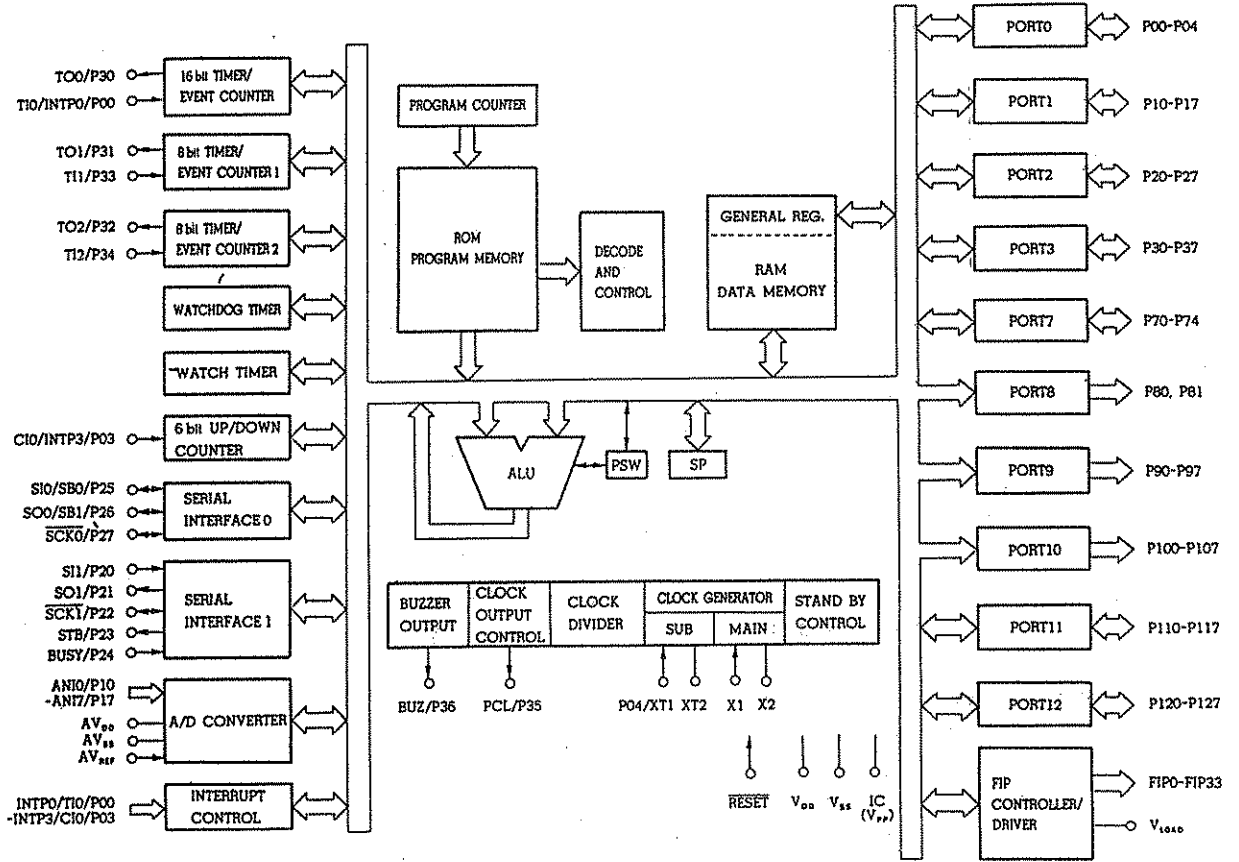 TO0/P30
TI0/INTP0/P00
16 bit TIMER/
EVENT COUNTER
TO1/P31
TI1/P33
8 bit TIMER/
EVENT COUNTER 1
TO2/P32
TI2/P34
8 bit TIMER/
EVENT COUNTER 2
WATCHDOG TIMER
WATCH TIMER
CI0/INTP3/P03
6 bit UP/DOWN
COUNTER
SI0/SB0/P25
SO0/SB1/P26
SCK0/P27
SERIAL
INTERFACE 0
SI1/P20
SO1/P21
SCK1/P22
STB/P23
BUSY/P24
SERIAL
INTERFACE 1
ANI0/P10
-ANI7/P17
AVDD
AVSS
AVREF
A/D CONVERTER
INTP0/TI0/P00
-INTP3/CI0/P03
INTERRUPT
CONTROL
PROGRAM COUNTER
ROM
PROGRAM MEMORY
DECODE
AND
CONTROL
GENERAL REG.
RAM
DATA MEMORY
ALU
PSW
SP
BUZZER
OUTPUT
CLOCK
OUTPUT
CONTROL
CLOCK
DIVIDER
CLOCK GENERATOR
SUB
MAIN
STAND BY
CONTROL
BUZ/P36
PCL/P35
P04/XT1
XT2
X1
X2
RESET
VDD
VSS
IC
(VPP)
PORT0
P00-P04
PORT1
P10-P17
PORT2
P20-P27
PORT3
P30-P37
PORT7
P70-P74
PORT8
P80, P81
PORT9
P90-P97
PORT10
P100-P107
PORT11
P110-P117
PORT12
P120-P127
FIP
CONTROLLER/
DRIVER
FIP0-FIP33
VLOAD